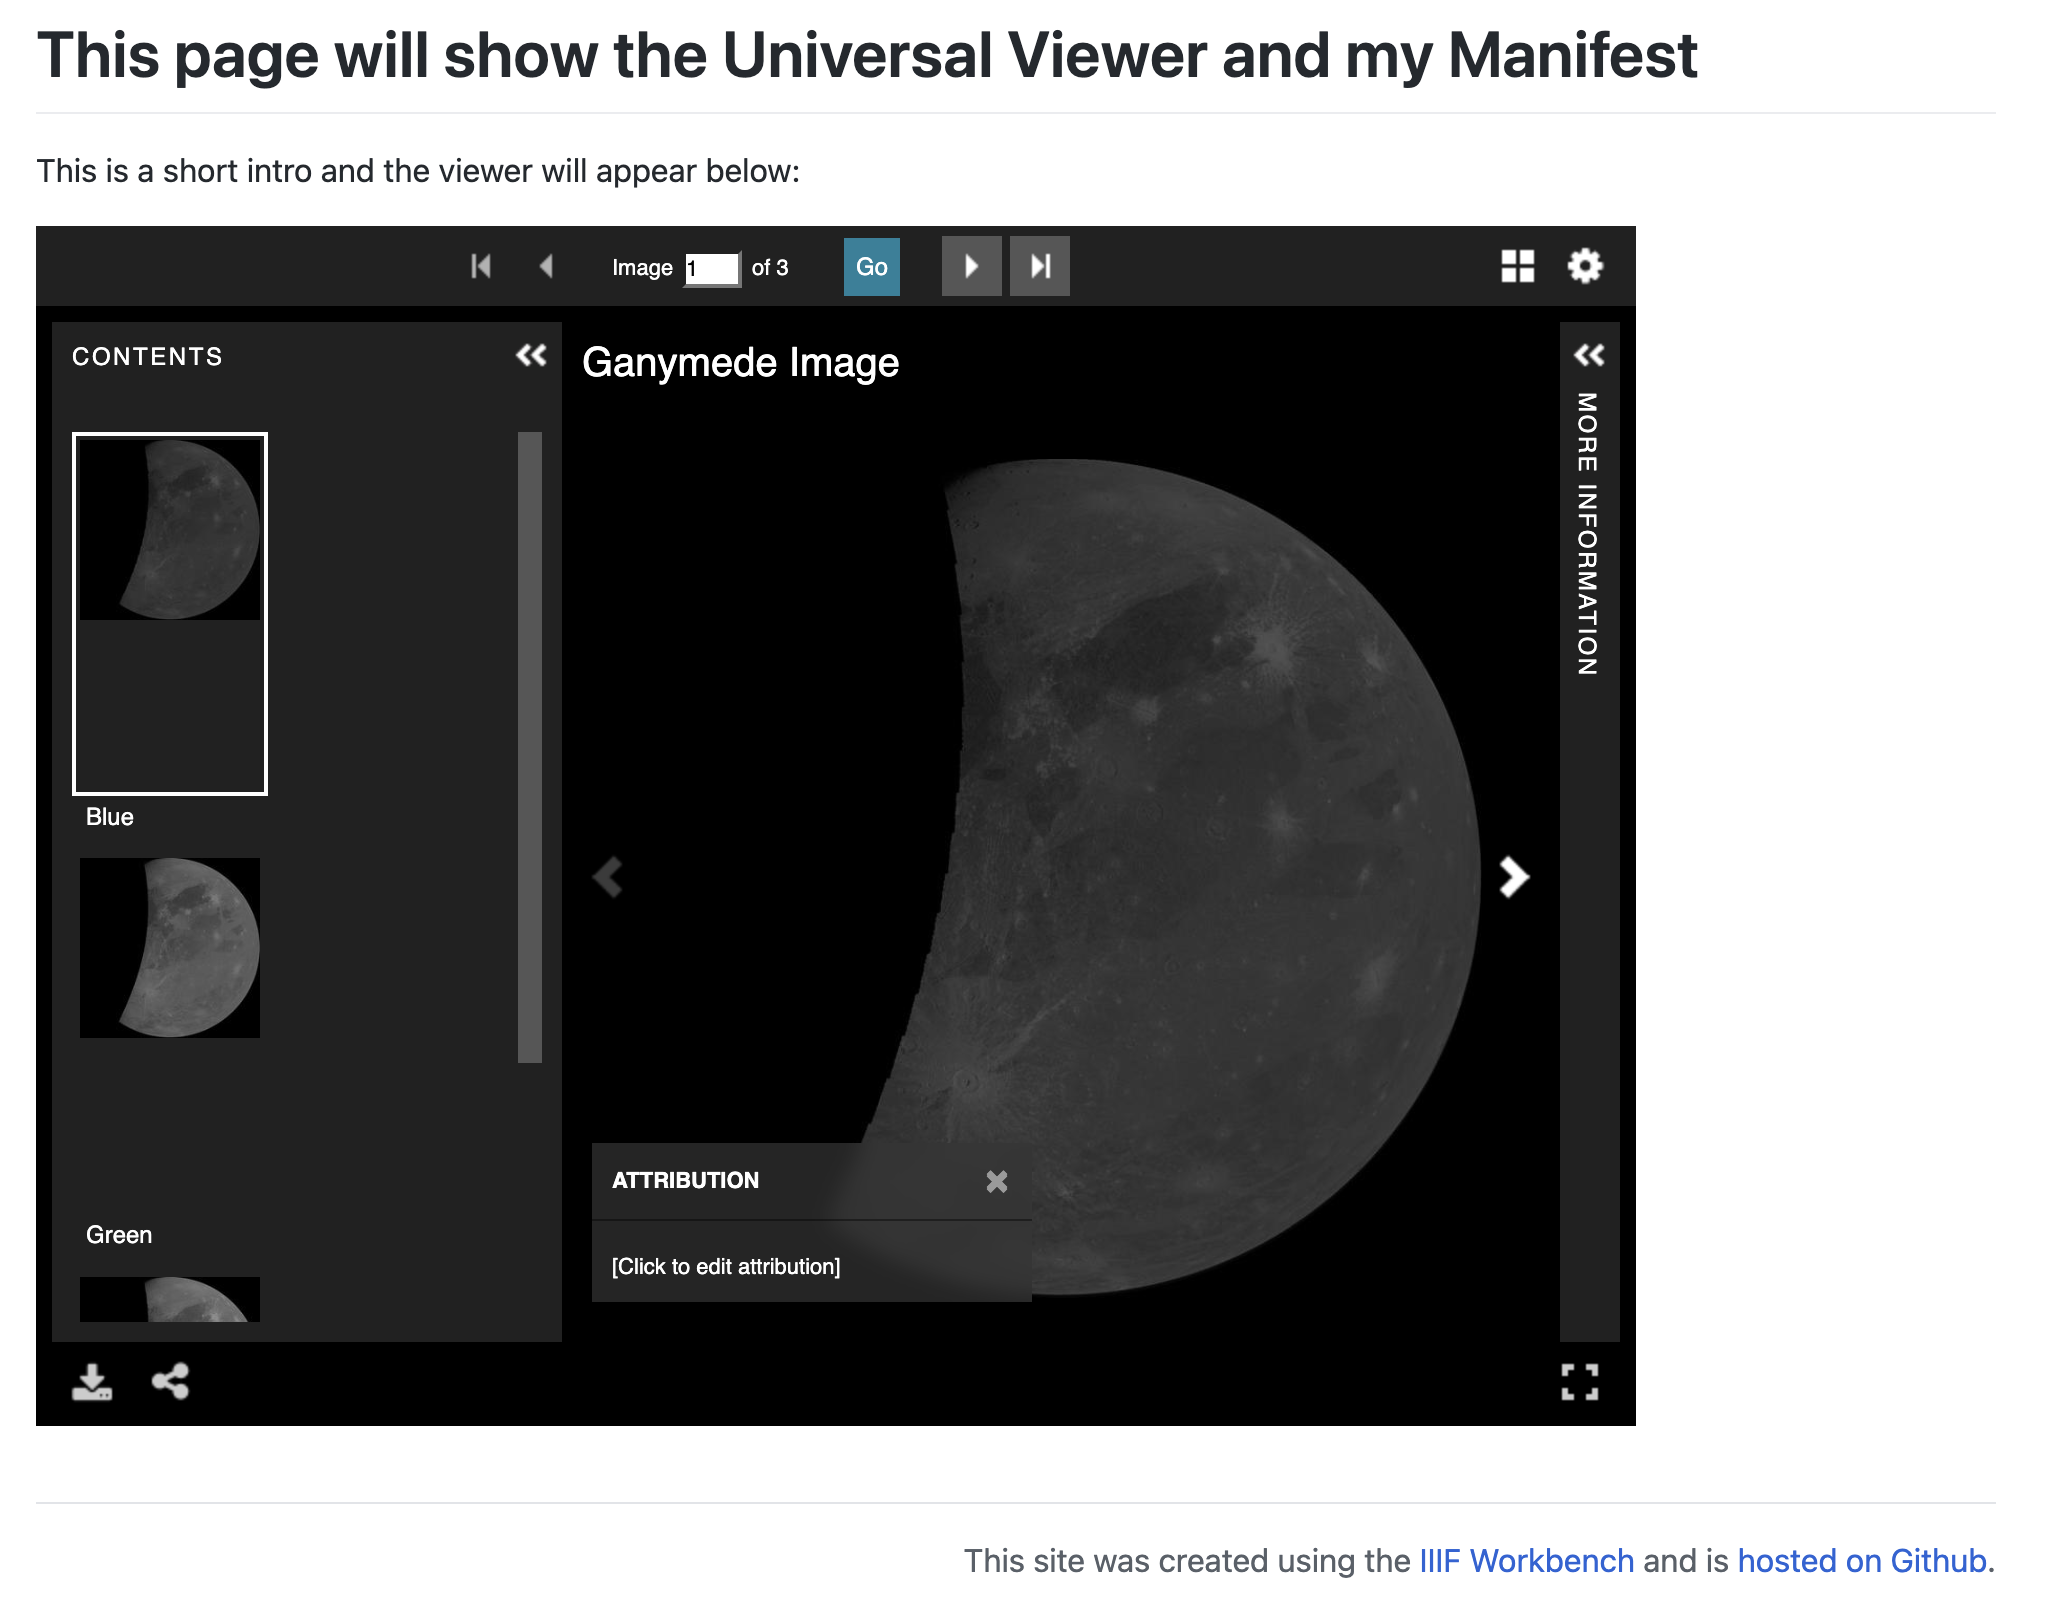 This page will show the Universal Viewer and my Manifest
This is a short intro and the viewer will appear below:
Image 1 of 3 Go
CONTENTS
Ganymede Image
MORE INFORMATION
Blue
Green
ATTRIBUTION
[Click to edit attribution]
This site was created using the IIIF Workbench and is hosted on Github.